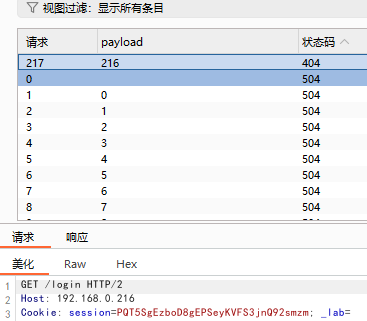 视图过滤：显示所有条目
请求 payload 状态码
217 216 404
0 504
1 0 504
2 1 504
3 2 504
4 3 504
5 4 504
6 5 504
7 6 504
8 7 504
请求 响应
美化 Raw Hex
1 GET /login HTTP/2
2 Host: 192.168.0.216
3 Cookie: session=PQT5SgEzboD8gEPSeyKVFS3jnQ92smzm; _lab=